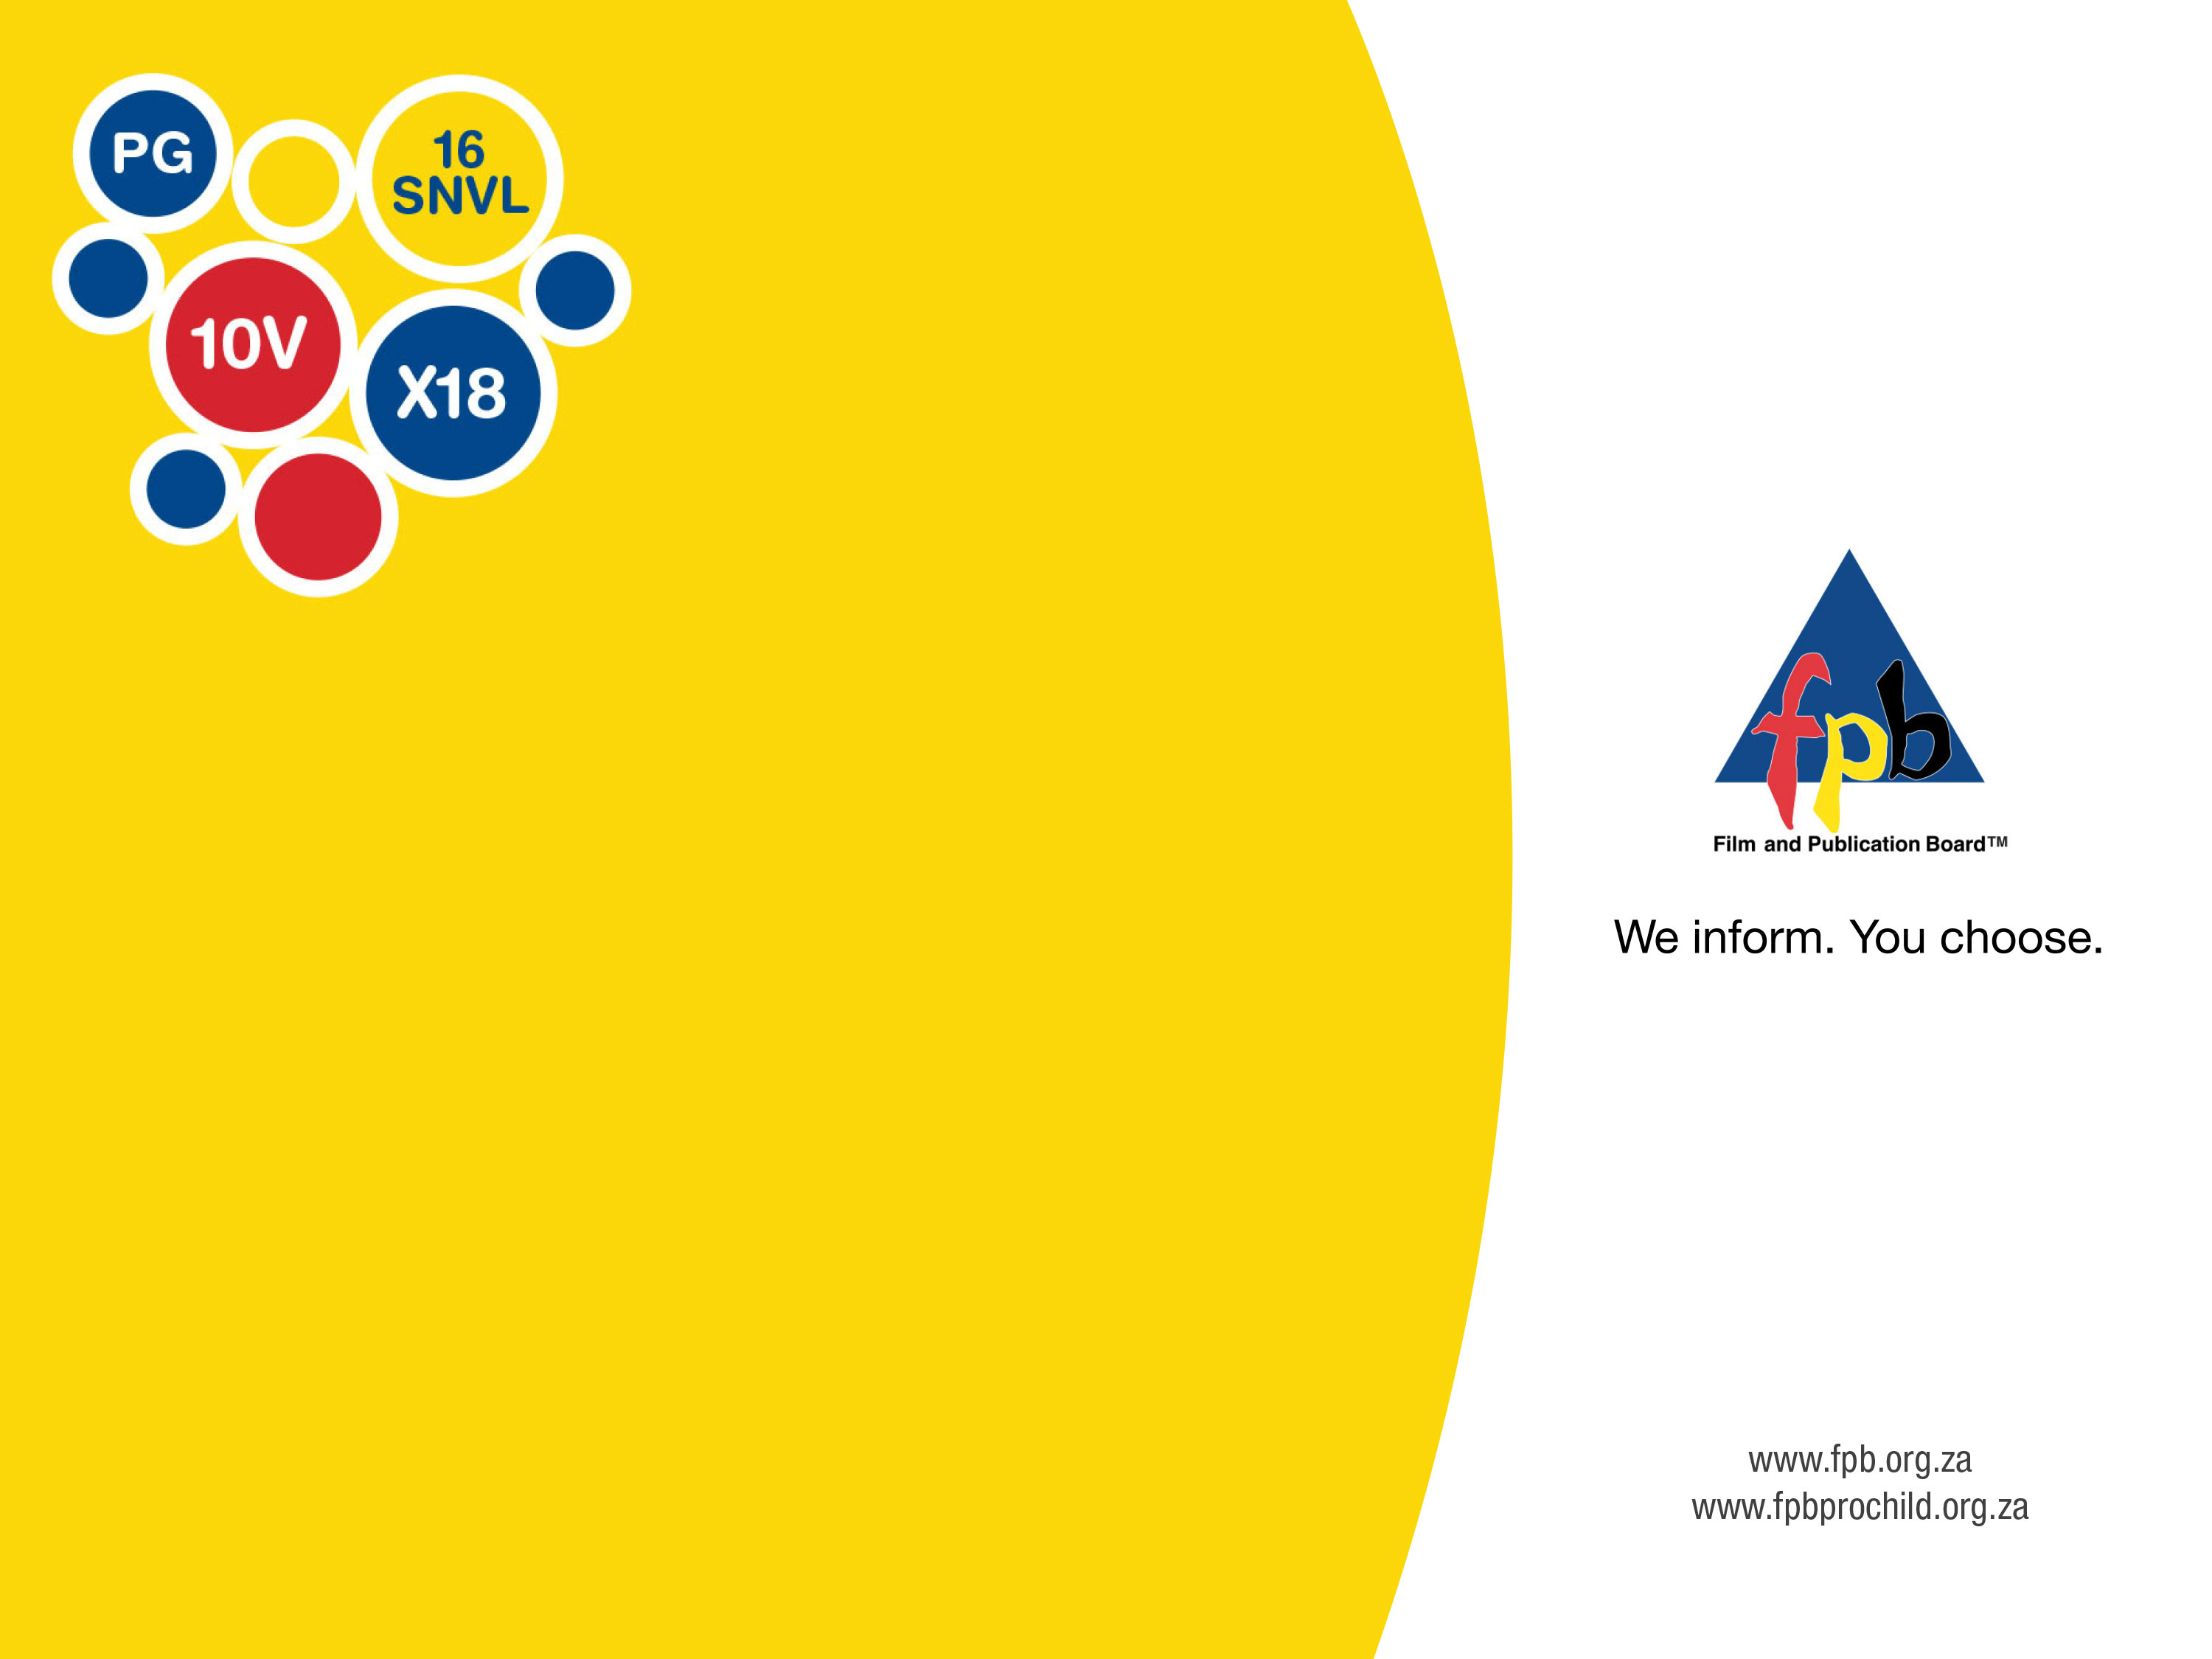 PG
16
SNVL
10V
X18
fpb
Film and Publication Board™
We inform. You choose.
www.fpb.org.za
www.fpbprochild.org.za